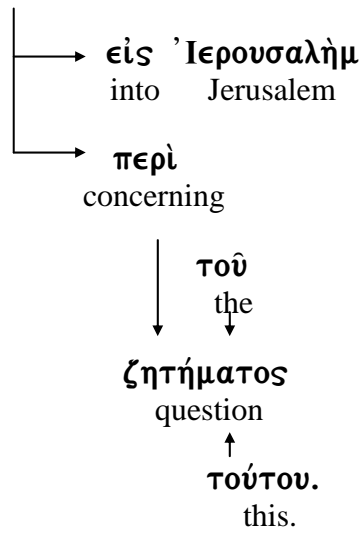 εἰς Ἰερουσαλὴμ
into Jerusalem
περὶ
concerning
τοῦ
the
ζητήματος
question
τούτου.
this.